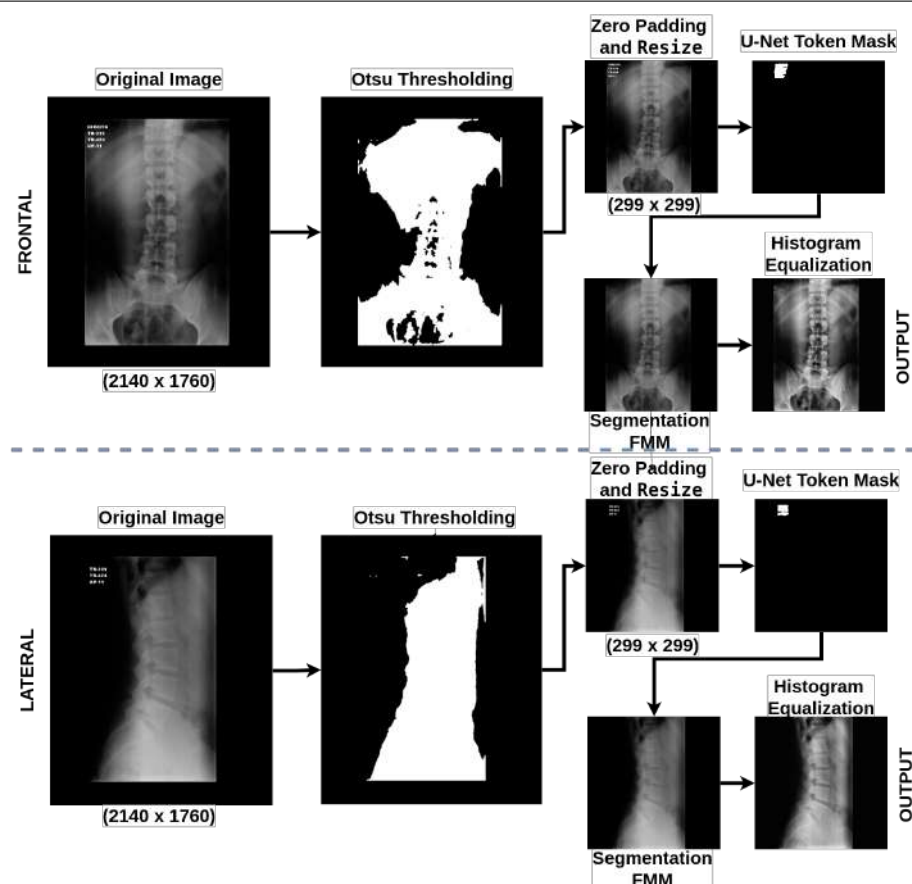 Original Image
Otsu Thresholding
Zero Padding
and Resize
U-Net Token Mask
FRONTAL
(2140 x 1760)
(299 x 299)
Histogram
Equalization
OUTPUT
Segmentation
FMM
Original Image
Otsu Thresholding
Zero Padding
and Resize
U-Net Token Mask
LATERAL
(2140 x 1760)
(299 x 299)
Histogram
Equalization
OUTPUT
Segmentation
FMM